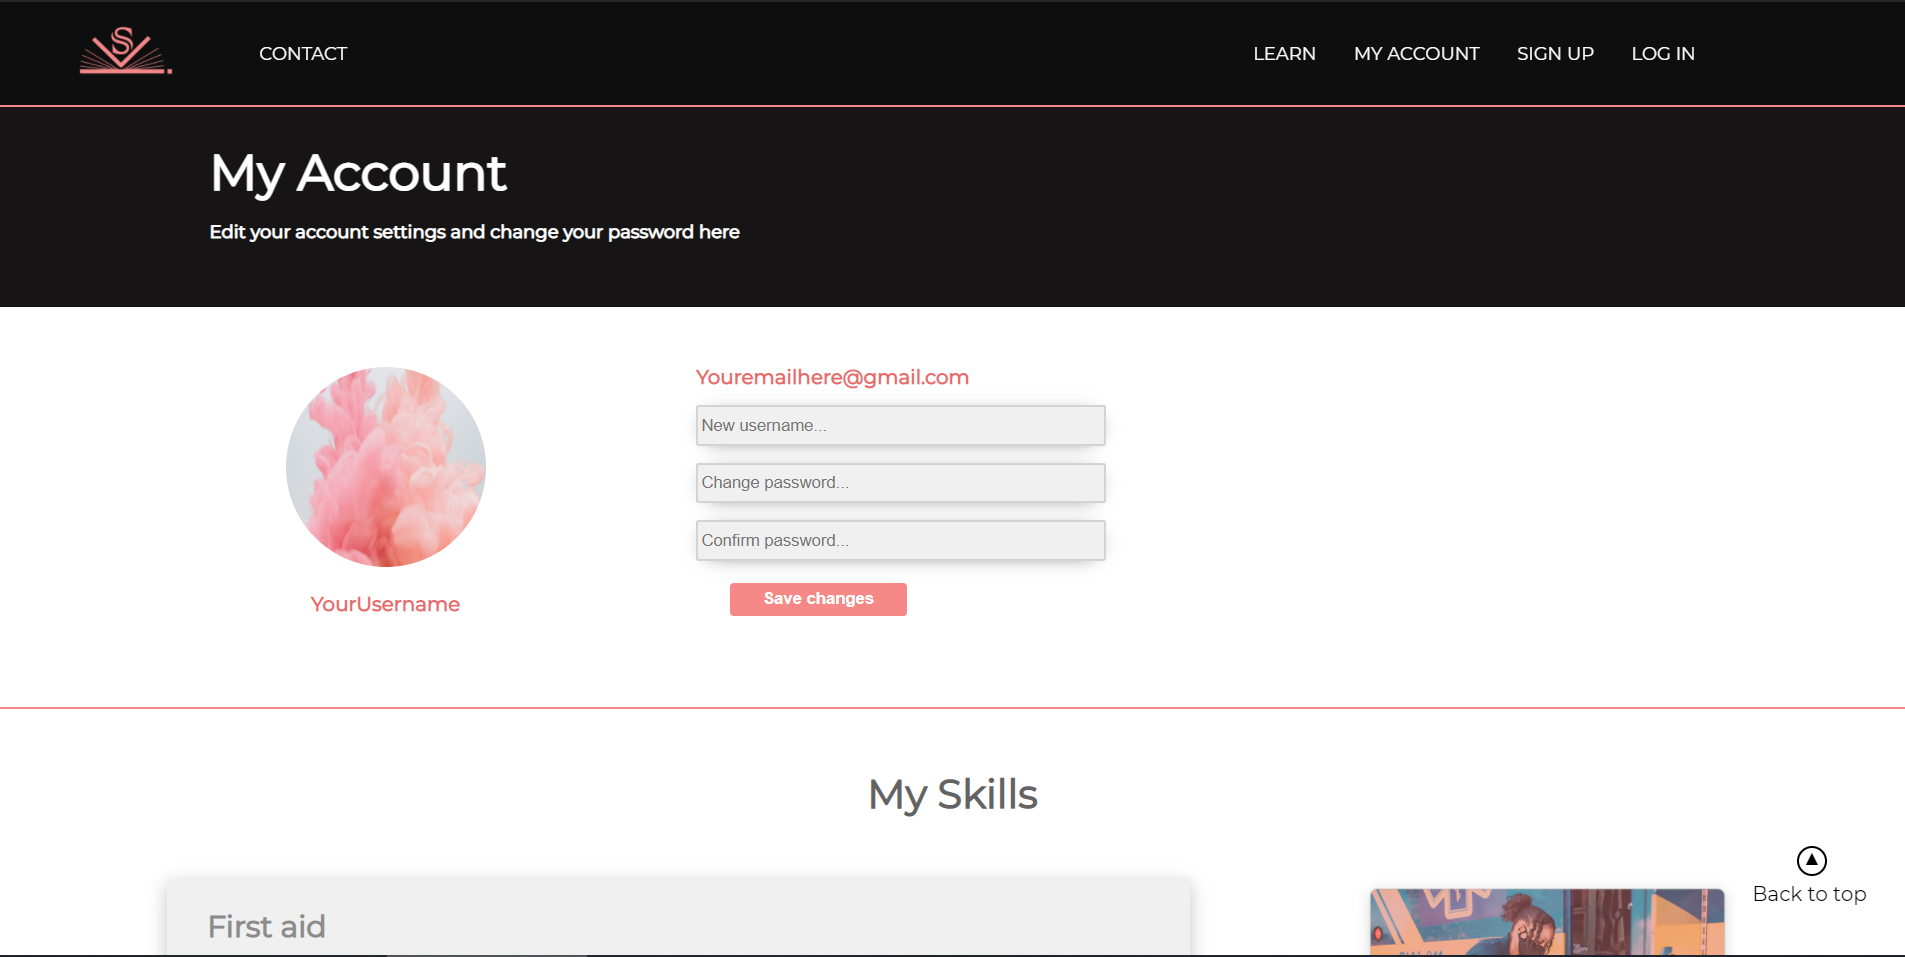 S
CONTACT
LEARN
MY ACCOUNT
SIGN UP
LOG IN
My Account
Edit your account settings and change your password here
Youremailhere@gmail.com
New username...
Change password...
Confirm password...
Save changes
YourUsername
My Skills
Back to top
First aid